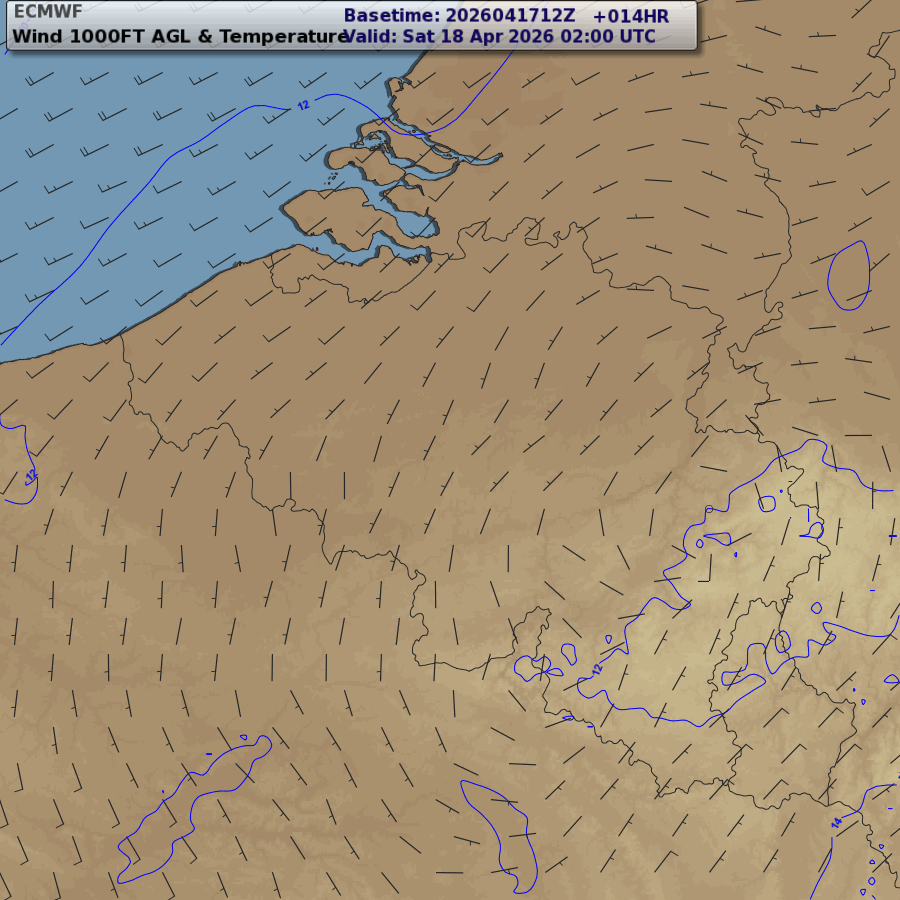 ECMWF
Basetime: 2026041712Z +014HR
Wind 1000FT AGL & Temperature
Valid: Sat 18 Apr 2026 02:00 UTC
12
12
12
14